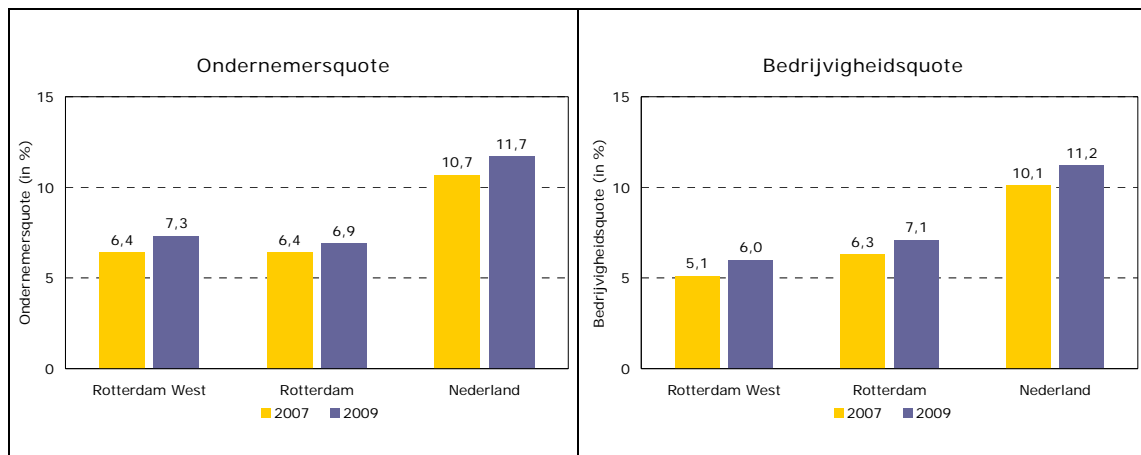 Ondernemersquote
Ondernemersquote (in %)
15
10
5
0
6,4
7,3
6,4
6,9
10,7
11,7
Rotterdam West
Rotterdam
Nederland
2007
2009
Bedrijvigheidsquote
Bedrijvigheidsquote (in %)
15
10
5
0
5,1
6,0
6,3
7,1
10,1
11,2
Rotterdam West
Rotterdam
Nederland
2007
2009